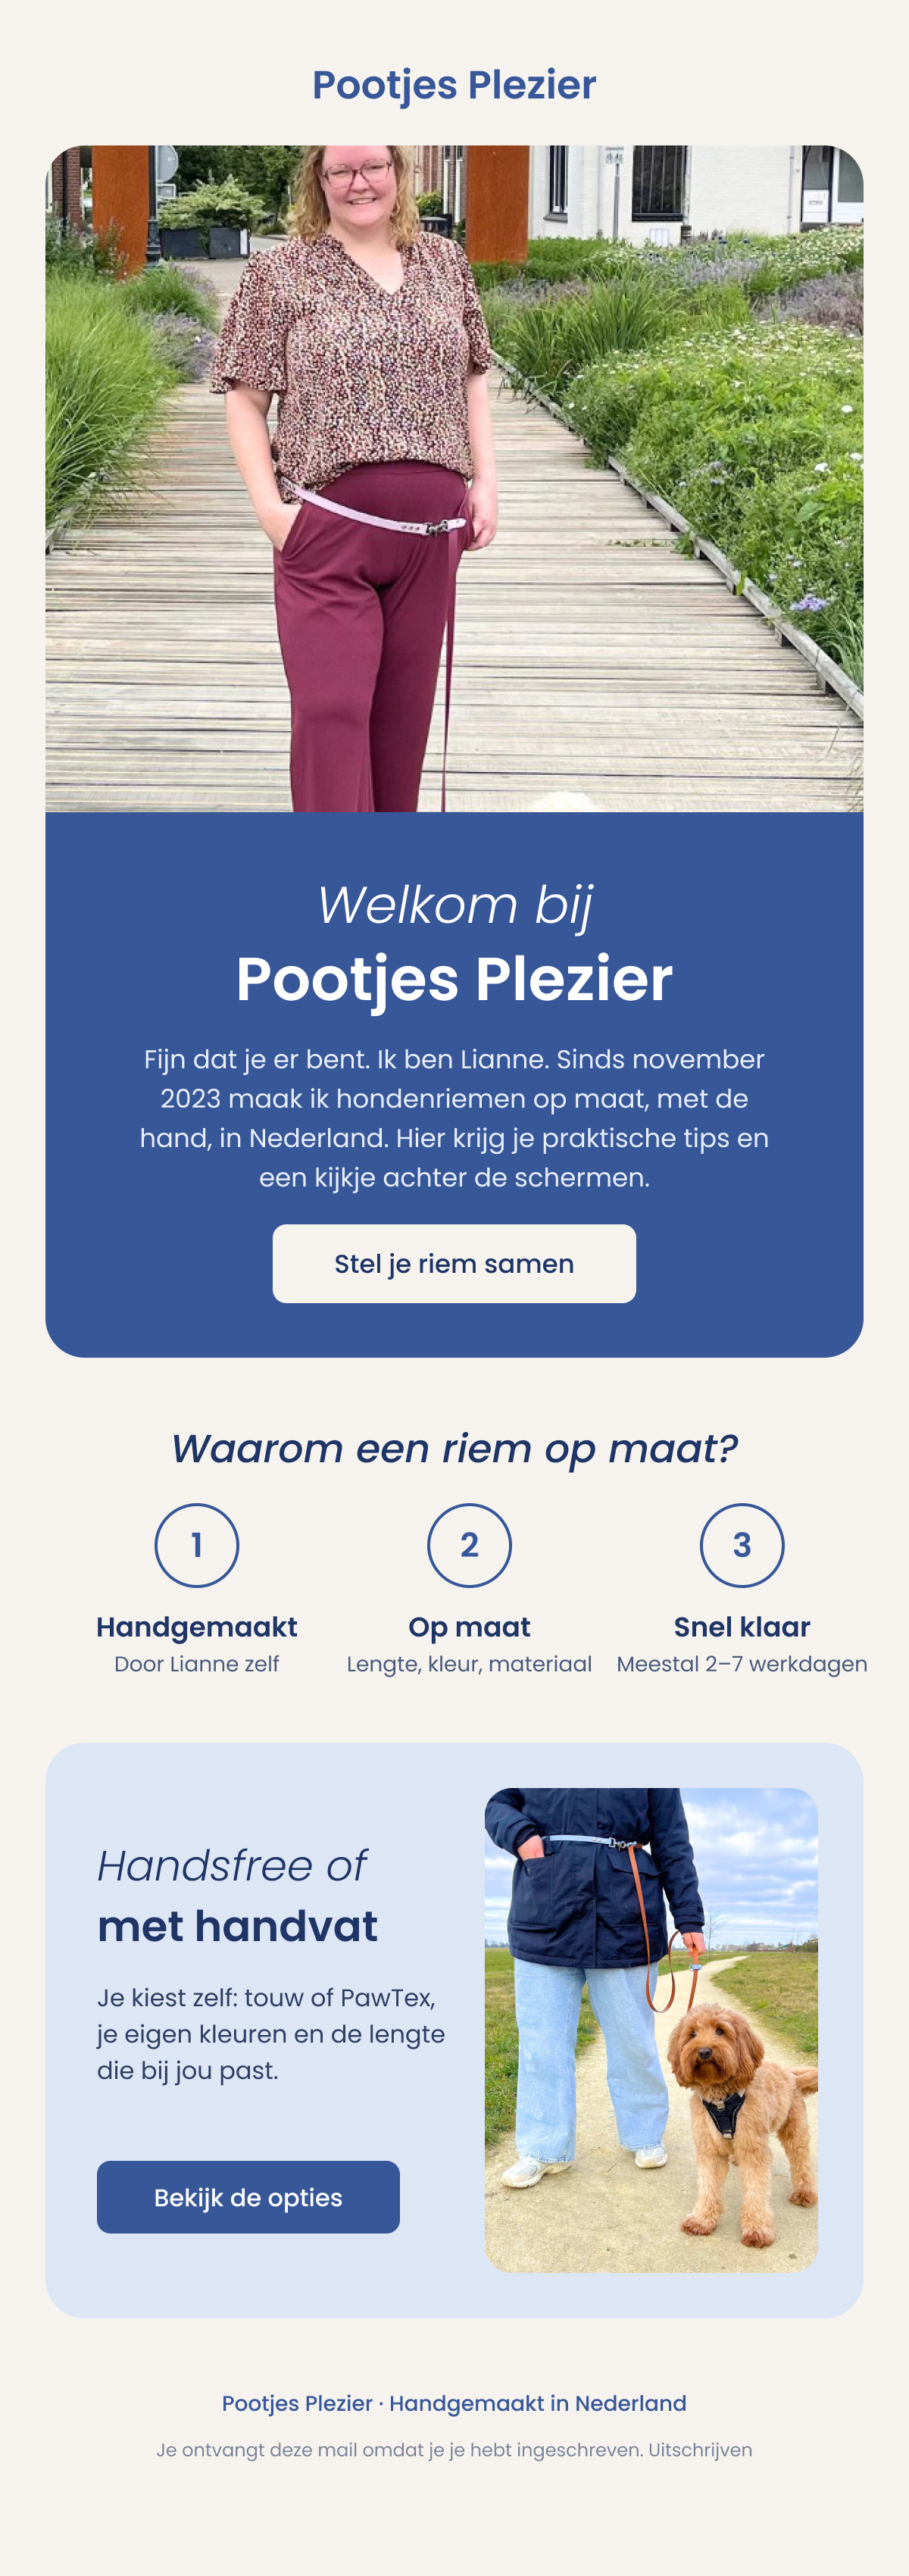 Pootjes Plezier
Welkom bij
Pootjes Plezier
Fijn dat je er bent. Ik ben Lianne. Sinds november
2023 maak ik hondenriemen op maat, met de
hand, in Nederland. Hier krijg je praktische tips en
een kijkje achter de schermen.
Stel je riem samen
Waarom een riem op maat?
1
Handgemaakt
Door Lianne zelf
2
Op maat
Lengte, kleur, materiaal
3
Snel klaar
Meestal 2–7 werkdagen
Handsfree of
met handvat
Je kiest zelf: touw of PawTex,
je eigen kleuren en de lengte
die bij jou past.
Bekijk de opties
Pootjes Plezier · Handgemaakt in Nederland
Je ontvangt deze mail omdat je je hebt ingeschreven. Uitschrijven